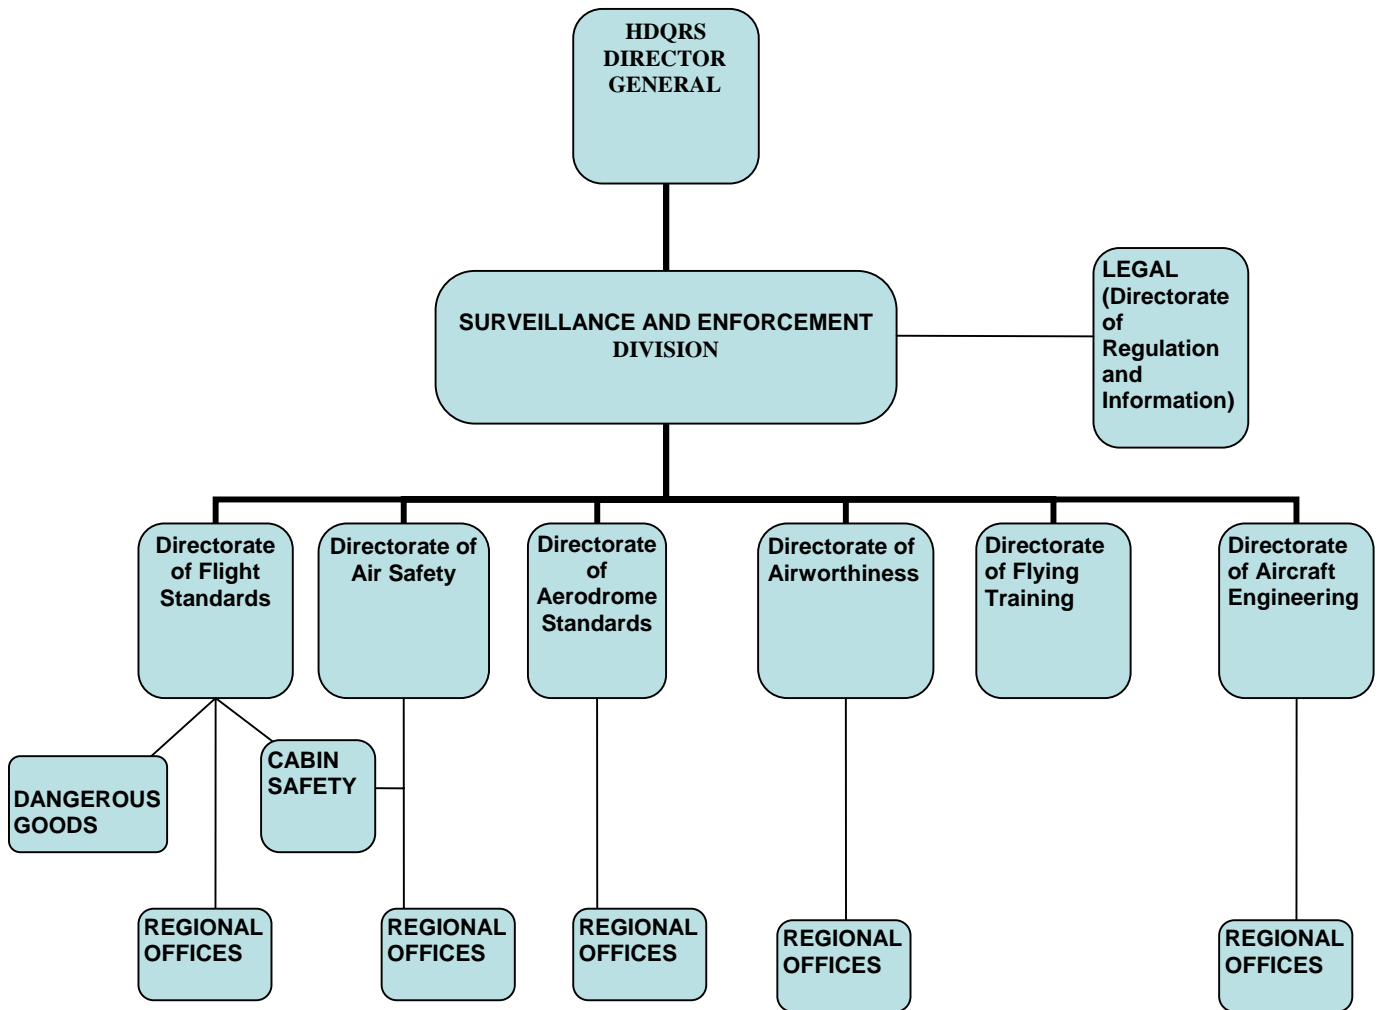 HDQRS
DIRECTOR
GENERAL
SURVEILLANCE AND ENFORCEMENT
DIVISION
LEGAL
(Directorate
of
Regulation
and
Information)
Directorate
of Flight
Standards
Directorate of
Air Safety
Directorate
of
Aerodrome
Standards
Directorate of
Airworthiness
Directorate
of Flying
Training
Directorate
of Aircraft
Engineering
DANGEROUS
GOODS
CABIN
SAFETY
REGIONAL
OFFICES
REGIONAL
OFFICES
REGIONAL
OFFICES
REGIONAL
OFFICES
REGIONAL
OFFICES